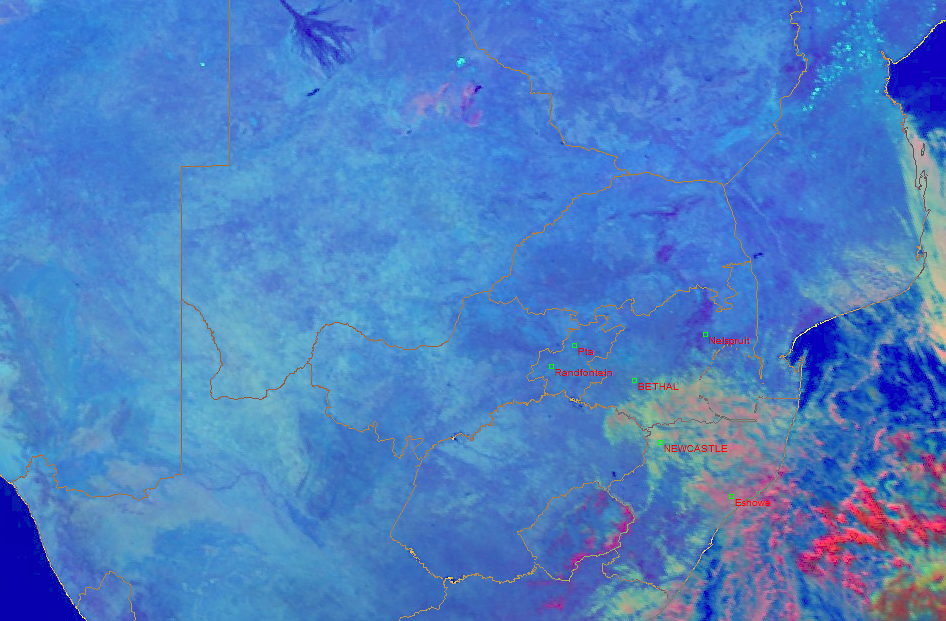 Nelspruit
Pta
Randfontein
BETHAL
NEWCASTLE
Eshowe